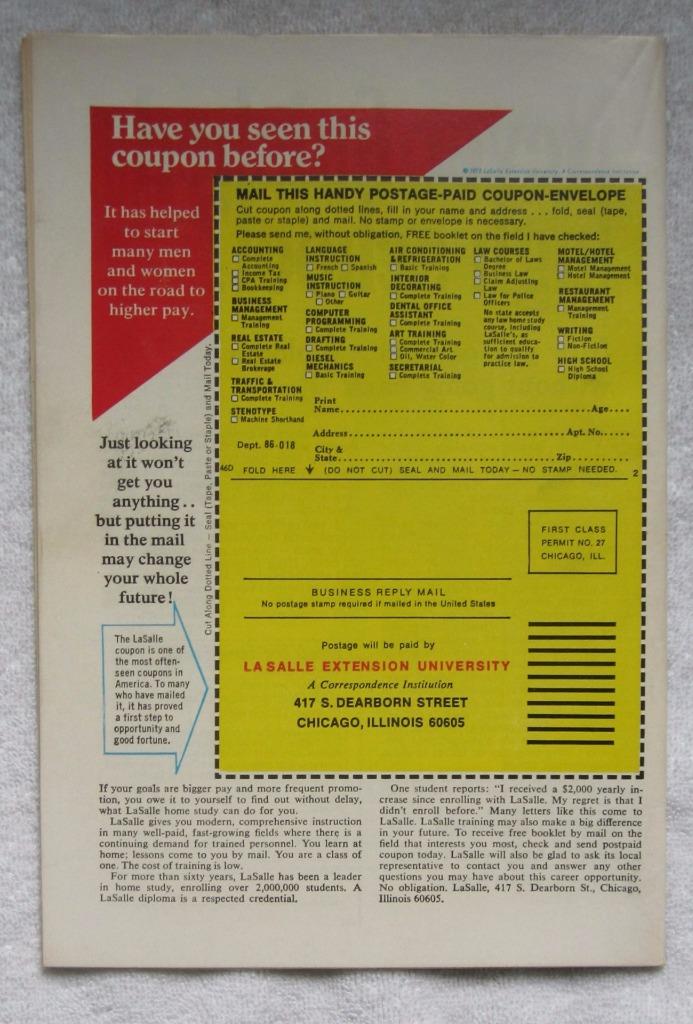 Have you seen this
coupon before?
It has helped
to start
many men
and women
on the road to
higher pay.
Just looking
at it won't
get you
anything..
but putting it
in the mail
may change
your whole
future!
The LaSalle
coupon is one of
the most often-
seen coupons in
America. To many
who have mailed
it, it has proved
a first step to
opportunity and
good fortune.
Cut Along Dotted Line — Seal (Tape, Paste or Staple) and Mail Today.
LaSalle Extension University, A Correspondence Institution
MAIL THIS HANDY POSTAGE-PAID COUPON-ENVELOPE
Cut coupon along dotted lines, fill in your name and address . . . fold, seal (tape,
paste or staple) and mail. No stamp or envelope is necessary.
Please send me, without obligation, FREE booklet on the field I have checked:
ACCOUNTING
☐ Complete
Accounting
☐ Income Tax
☐ CPA Training
☐ Bookkeeping
BUSINESS
MANAGEMENT
☐ Management
Training
REAL ESTATE
☐ Complete Real
Estate
☐ Real Estate
Brokerage
TRAFFIC &
TRANSPORTATION
☐ Complete Training
STENOTYPE
☐ Machine Shorthand
LANGUAGE
INSTRUCTION
☐ French ☐ Spanish
MUSIC
INSTRUCTION
☐ Piano ☐ Guitar
☐ Other
COMPUTER
PROGRAMMING
☐ Complete Training
DRAFTING
☐ Complete Training
DIESEL
MECHANICS
☐ Basic Training
AIR CONDITIONING
& REFRIGERATION
☐ Basic Training
INTERIOR
DECORATING
☐ Complete Training
DENTAL OFFICE
ASSISTANT
☐ Complete Training
ART TRAINING
☐ Commercial Art
☐ Oil, Water Color
SECRETARIAL
☐ Complete Training
LAW COURSES
☐ Bachelor of Laws
Degree
☐ Business Law
☐ Claim Adjusting
Law
☐ Law for Police
Officers
No state accepts
any law home study
course, including
LaSalle's, as
sufficient educa-
tion to qualify
for admission to
practice law.
MOTEL/HOTEL
MANAGEMENT
☐ Motel Management
☐ Hotel Management
RESTAURANT
MANAGEMENT
☐ Management
Training
WRITING
☐ Fiction
☐ Non-Fiction
HIGH SCHOOL
☐ High School
Diploma
Print
Name........Age....
Address........Apt. No....
Dept. 86-018
City &
State........Zip....
46D FOLD HERE ↓ (DO NOT CUT) SEAL AND MAIL TODAY — NO STAMP NEEDED. 2
FIRST CLASS
PERMIT NO. 27
CHICAGO, ILL.
BUSINESS REPLY MAIL
No postage stamp required if mailed in the United States
Postage will be paid by
LA SALLE EXTENSION UNIVERSITY
A Correspondence Institution
417 S. DEARBORN STREET
CHICAGO, ILLINOIS 60605
If your goals are bigger pay and more frequent promo-
tion, you owe it to yourself to find out without delay,
what LaSalle home study can do for you.
LaSalle gives you modern, comprehensive instruction
in many well-paid, fast-growing fields where there is a
continuing demand for trained personnel. You learn at
home; lessons come to you by mail. You are a class of
one. The cost of training is low.
For more than sixty years, LaSalle has been a leader
in home study, enrolling over 2,000,000 students. A
LaSalle diploma is a respected credential.
One student reports: "I received a $2,000 yearly in-
crease since enrolling with LaSalle. My regret is that I
didn't enroll before." Many letters like this come to
LaSalle. LaSalle training may also make a big difference
in your future. To receive free booklet by mail on the
field that interests you most, check and send postpaid
coupon today. LaSalle will also be glad to ask its local
representative to contact you and answer any other
questions you may have about this career opportunity.
No obligation. LaSalle, 417 S. Dearborn St., Chicago,
Illinois 60605.